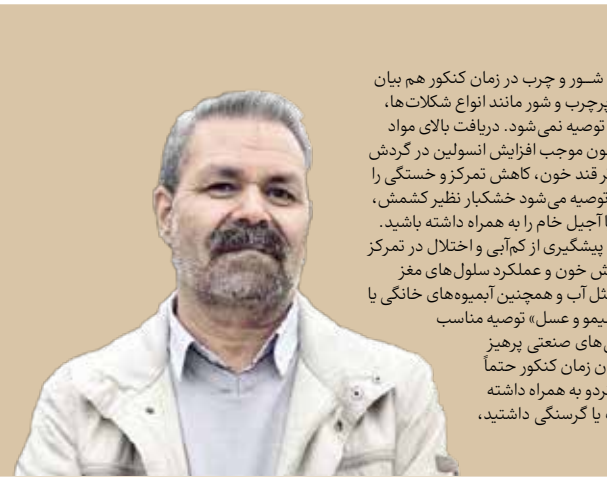 شـور و چرب در زمان کنکور هم بیان
پرچرب و شور مانند انواع شکلات‌ها،
توصیه نمی‌شود. دریافت بالای مواد
ون موجب افزایش انسولین در گردش
ر قند خون، کاهش تمرکز و خستگی را
توصیه می‌شود خشکبار نظیر کشمش،
ا آجیل خام را به همراه داشته باشید.
پیشگیری از کم‌آبی و اختلال در تمرکز
ش خون و عملکرد سلول‌های مغز
ثل آب و همچنین آبمیوه‌های خانگی یا
یمو و عسل» توصیه مناسب
ی‌های صنعتی پرهیز
ن زمان کنکور حتماً
ردو به همراه داشته
ه یا گرسنگی داشتید،